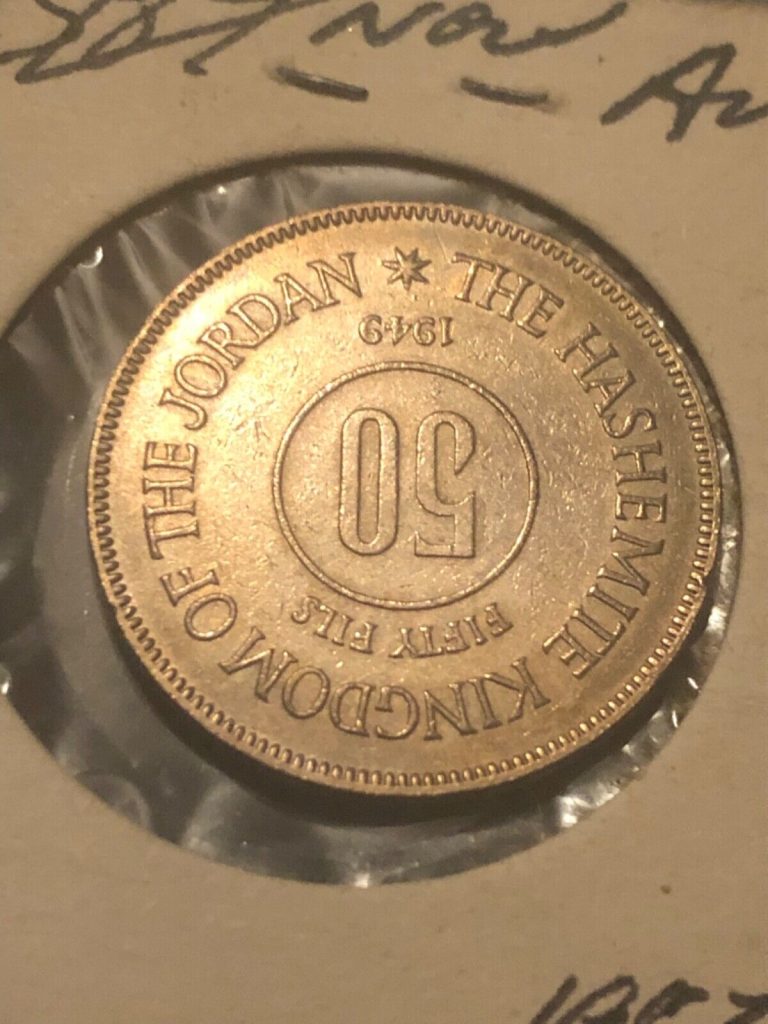 THE HASHEMITE KINGDOM OF THE JORDAN
1949
50
FIFTY FILS